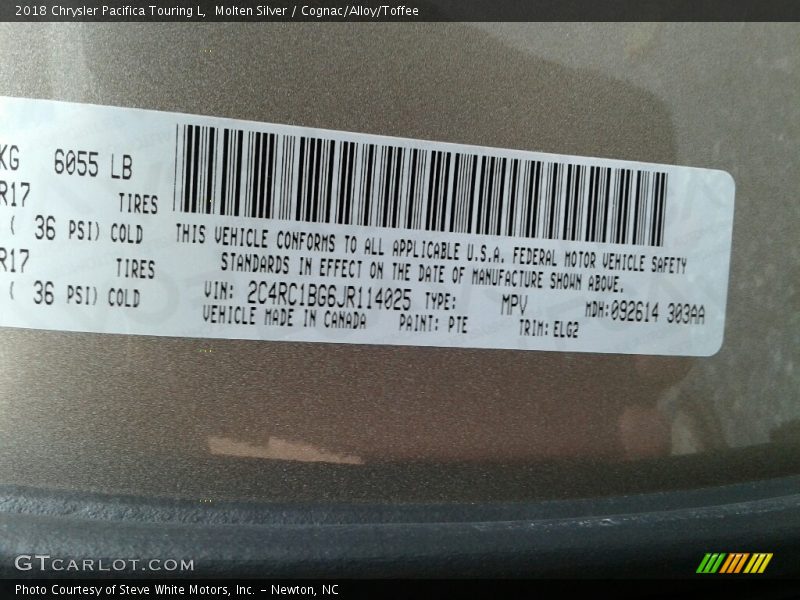 2018 Chrysler Pacifica Touring L,  Molten Silver / Cognac/Alloy/Toffee
KG 6055 LB
R17 TIRES
( 36 PSI) COLD
R17 TIRES
( 36 PSI) COLD
THIS VEHICLE CONFORMS TO ALL APPLICABLE U.S.A. FEDERAL MOTOR VEHICLE SAFETY
STANDARDS IN EFFECT ON THE DATE OF MANUFACTURE SHOWN ABOVE.
VIN: 2C4RC1BG6JR114025 TYPE: MPV MDH:092614 303AA
VEHICLE MADE IN CANADA PAINT: PTE TRIM: ELG2
GTCARLOT.COM
Photo Courtesy of Steve White Motors, Inc. – Newton, NC